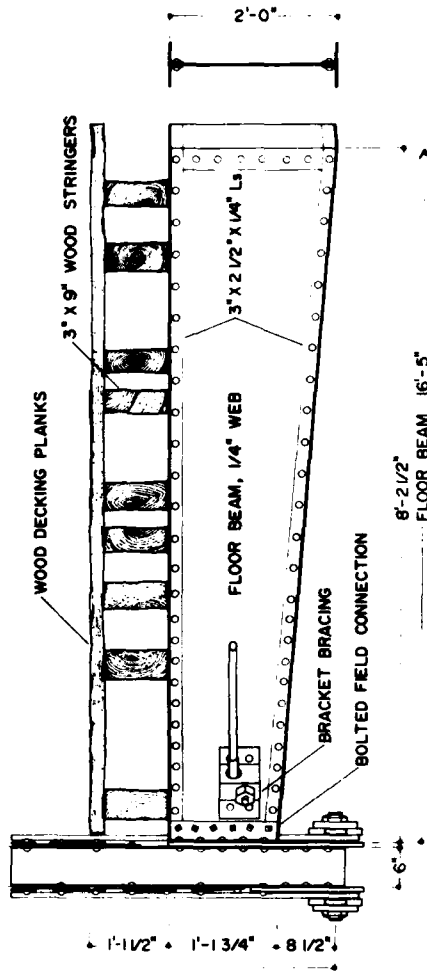 2'-0"
WOOD DECKING PLANKS
3" X 9" WOOD STRINGERS
3" X 2 1/2" X 1/4" Ls
FLOOR BEAM, 1/4" WEB
BRACKET BRACING
BOLTED FIELD CONNECTION
8'-2 1/2"
FLOOR BEAM 16'-5"
6"
1'-1 1/2"
1'-1 3/4"
8 1/2"